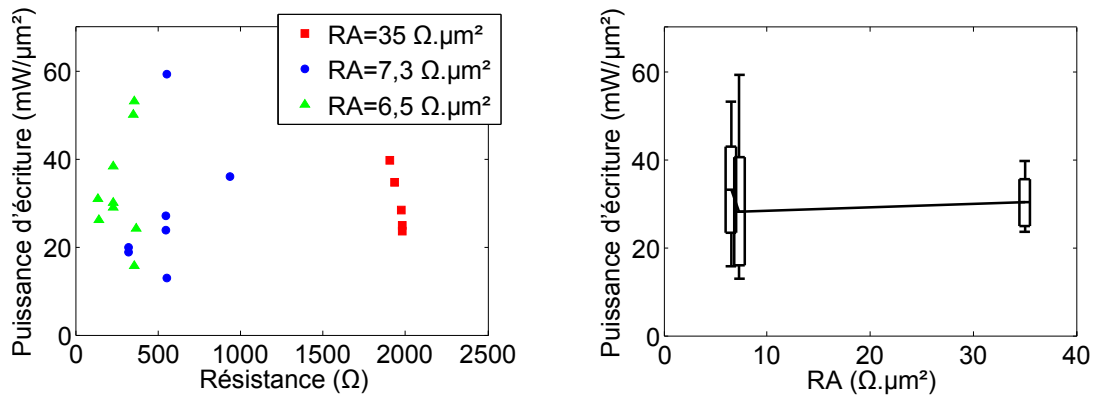 Puissance d'écriture (mW/µm²)
60
40
20
0
RA=35 Ω.µm²
RA=7,3 Ω.µm²
RA=6,5 Ω.µm²
0 500 1000 1500 2000 2500
Résistance (Ω)
Puissance d'écriture (mW/µm²)
60
40
20
0
0 10 20 30 40
RA (Ω.µm²)